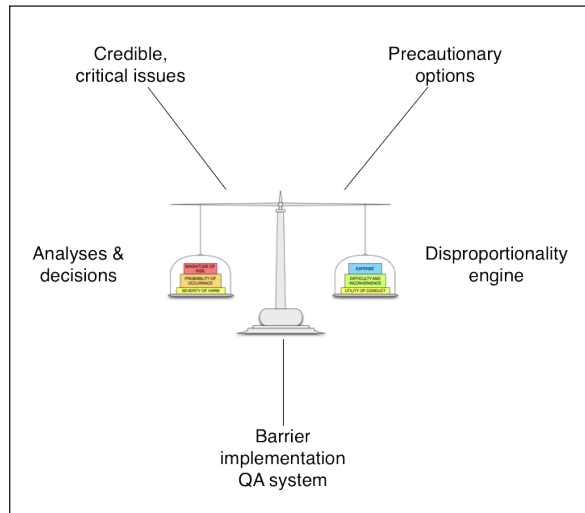 Credible,
critical issues
Precautionary
options
Analyses &
decisions
MAGNITUDE OF
RISK
PROBABILITY OF
OCCURANCE
SEVERITY OF HARM
EXPENSE
DIFFICULTY AND
INCONVENIENCE
UTILITY OF CONDUCT
Disproportionality
engine
Barrier
implementation
QA system